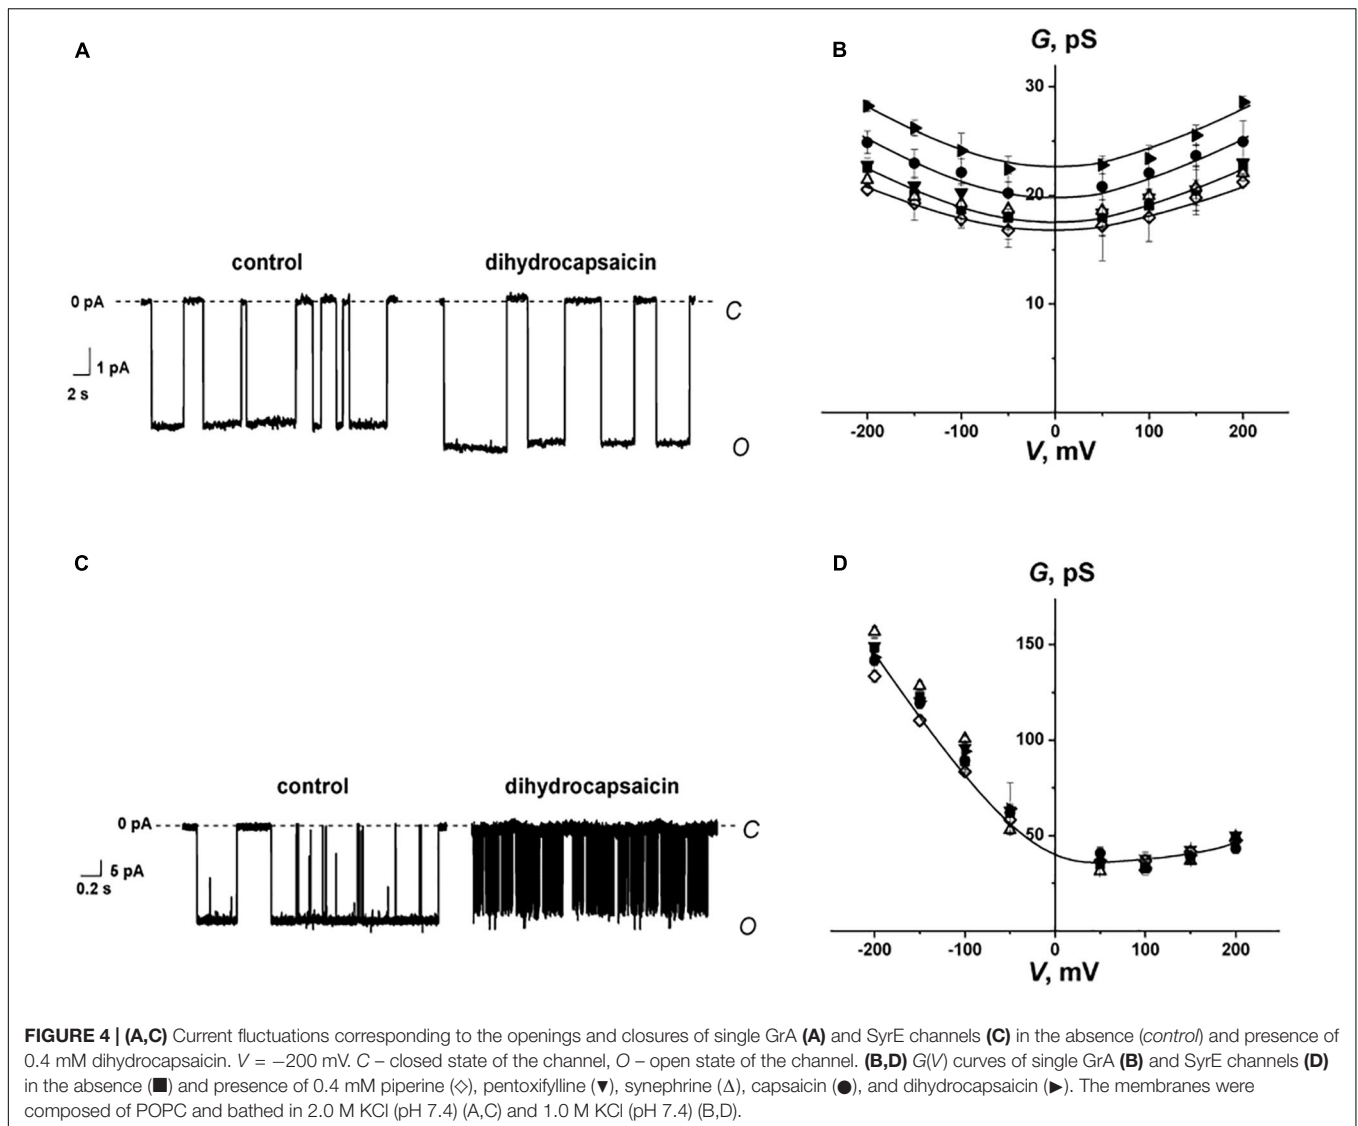 A
control
dihydrocapsaicin
0 pA
C
1 pA
2 s
O
B
G, pS
30
20
10
-200
-100
0
100
200
V, mV
C
control
dihydrocapsaicin
0 pA
C
5 pA
0.2 s
O
D
G, pS
150
100
50
-200
-100
0
100
200
V, mV
FIGURE 4 | (A,C) Current fluctuations corresponding to the openings and closures of single GrA (A) and SyrE channels (C) in the absence (control) and presence of
0.4 mM dihydrocapsaicin. V = −200 mV. C – closed state of the channel, O – open state of the channel. (B,D) G(V) curves of single GrA (B) and SyrE channels (D)
in the absence (■) and presence of 0.4 mM piperine (◇), pentoxifylline (▼), synephrine (Δ), capsaicin (●), and dihydrocapsaicin (►). The membranes were
composed of POPC and bathed in 2.0 M KCl (pH 7.4) (A,C) and 1.0 M KCl (pH 7.4) (B,D).